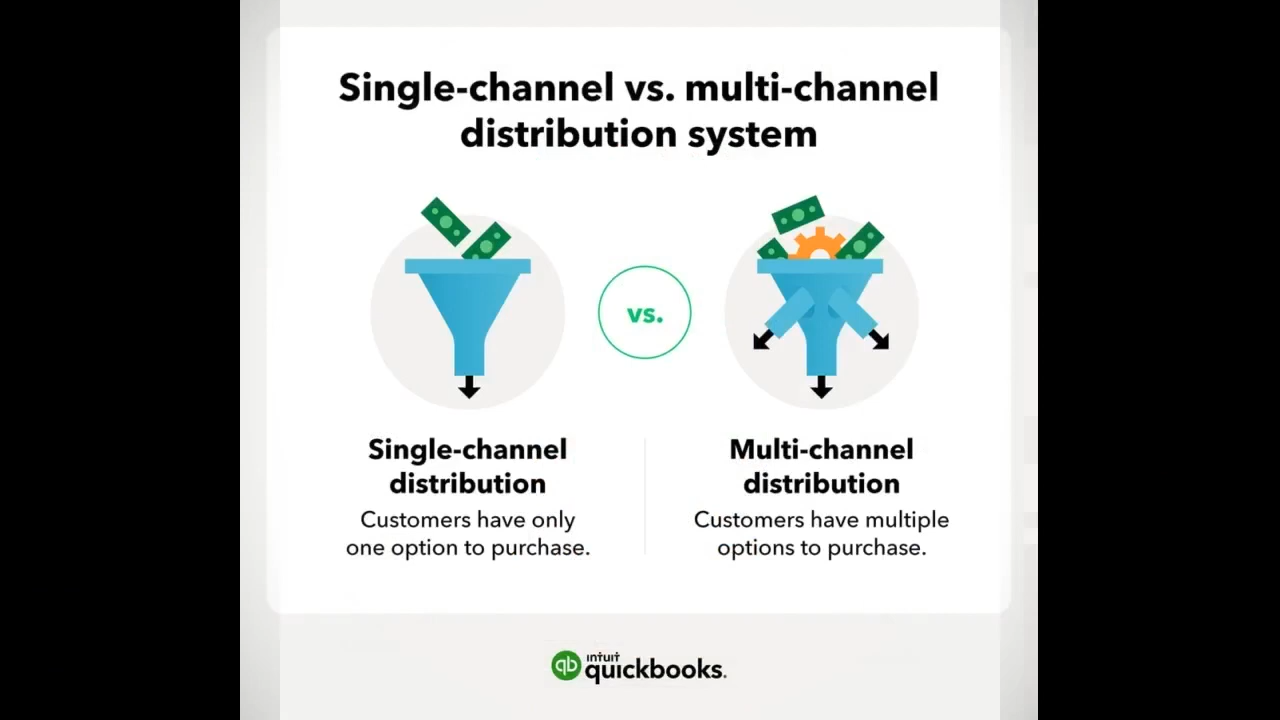 Single-channel vs. multi-channel
distribution system
vs.
Single-channel
distribution
Customers have only
one option to purchase.
Multi-channel
distribution
Customers have multiple
options to purchase.
qb
intuit
quickbooks.